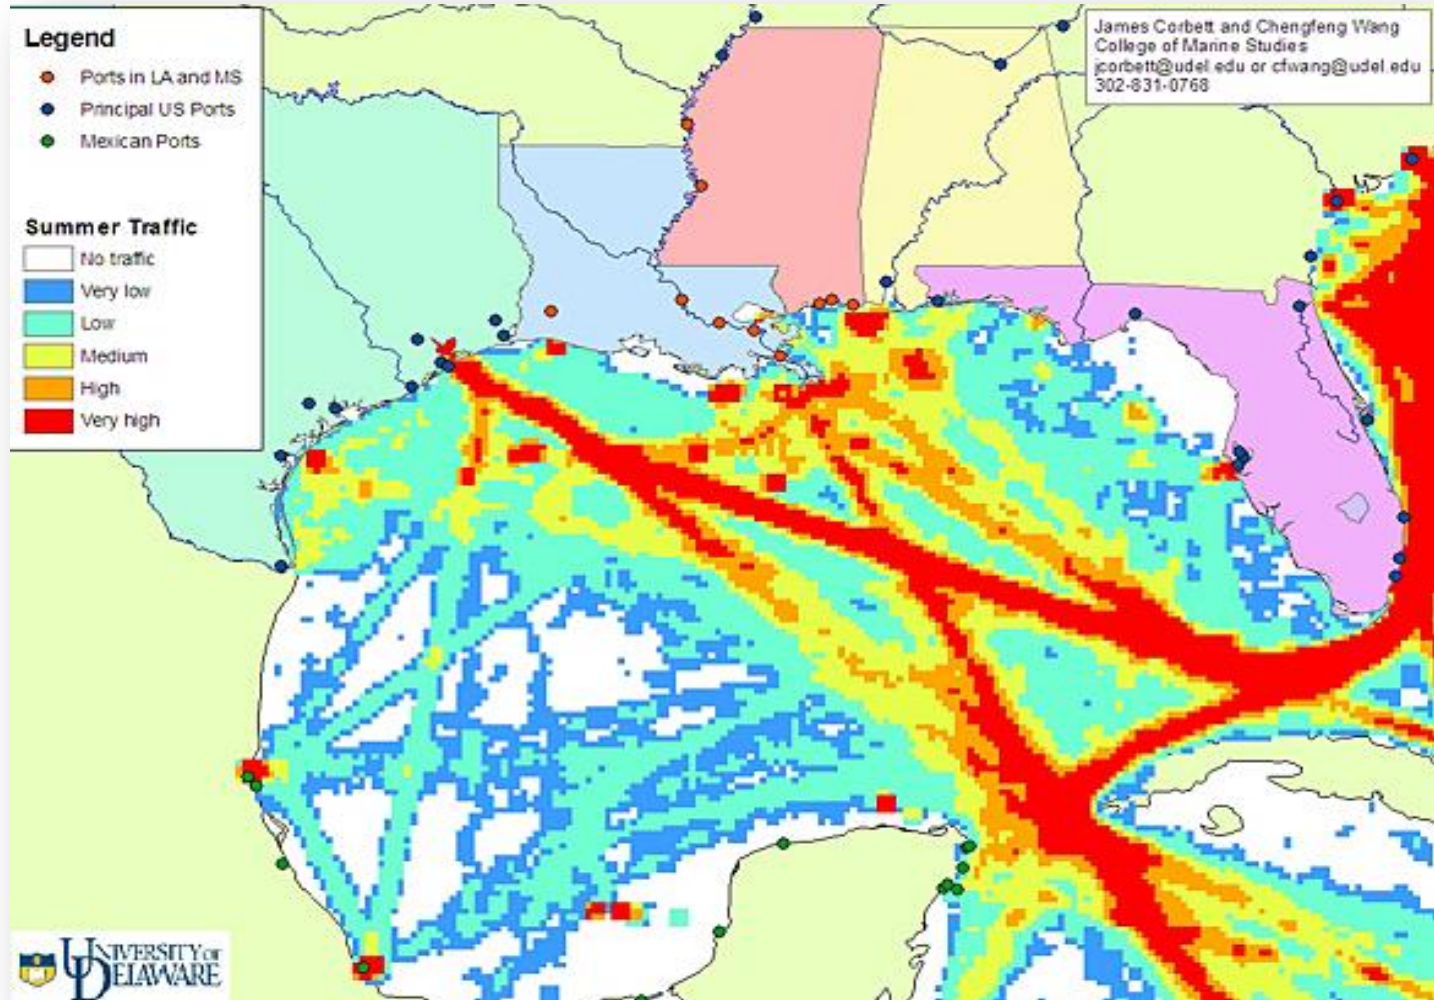 Legend
Ports in LA and MS
Principal US Ports
Mexican Ports
Summer Traffic
No traffic
Very low
Low
Medium
High
Very high
James Corbett and Chengfeng Wang
College of Marine Studies
jcorbett@udel.edu or cfwang@udel.edu
302-831-0768
UNIVERSITY OF
DELAWARE